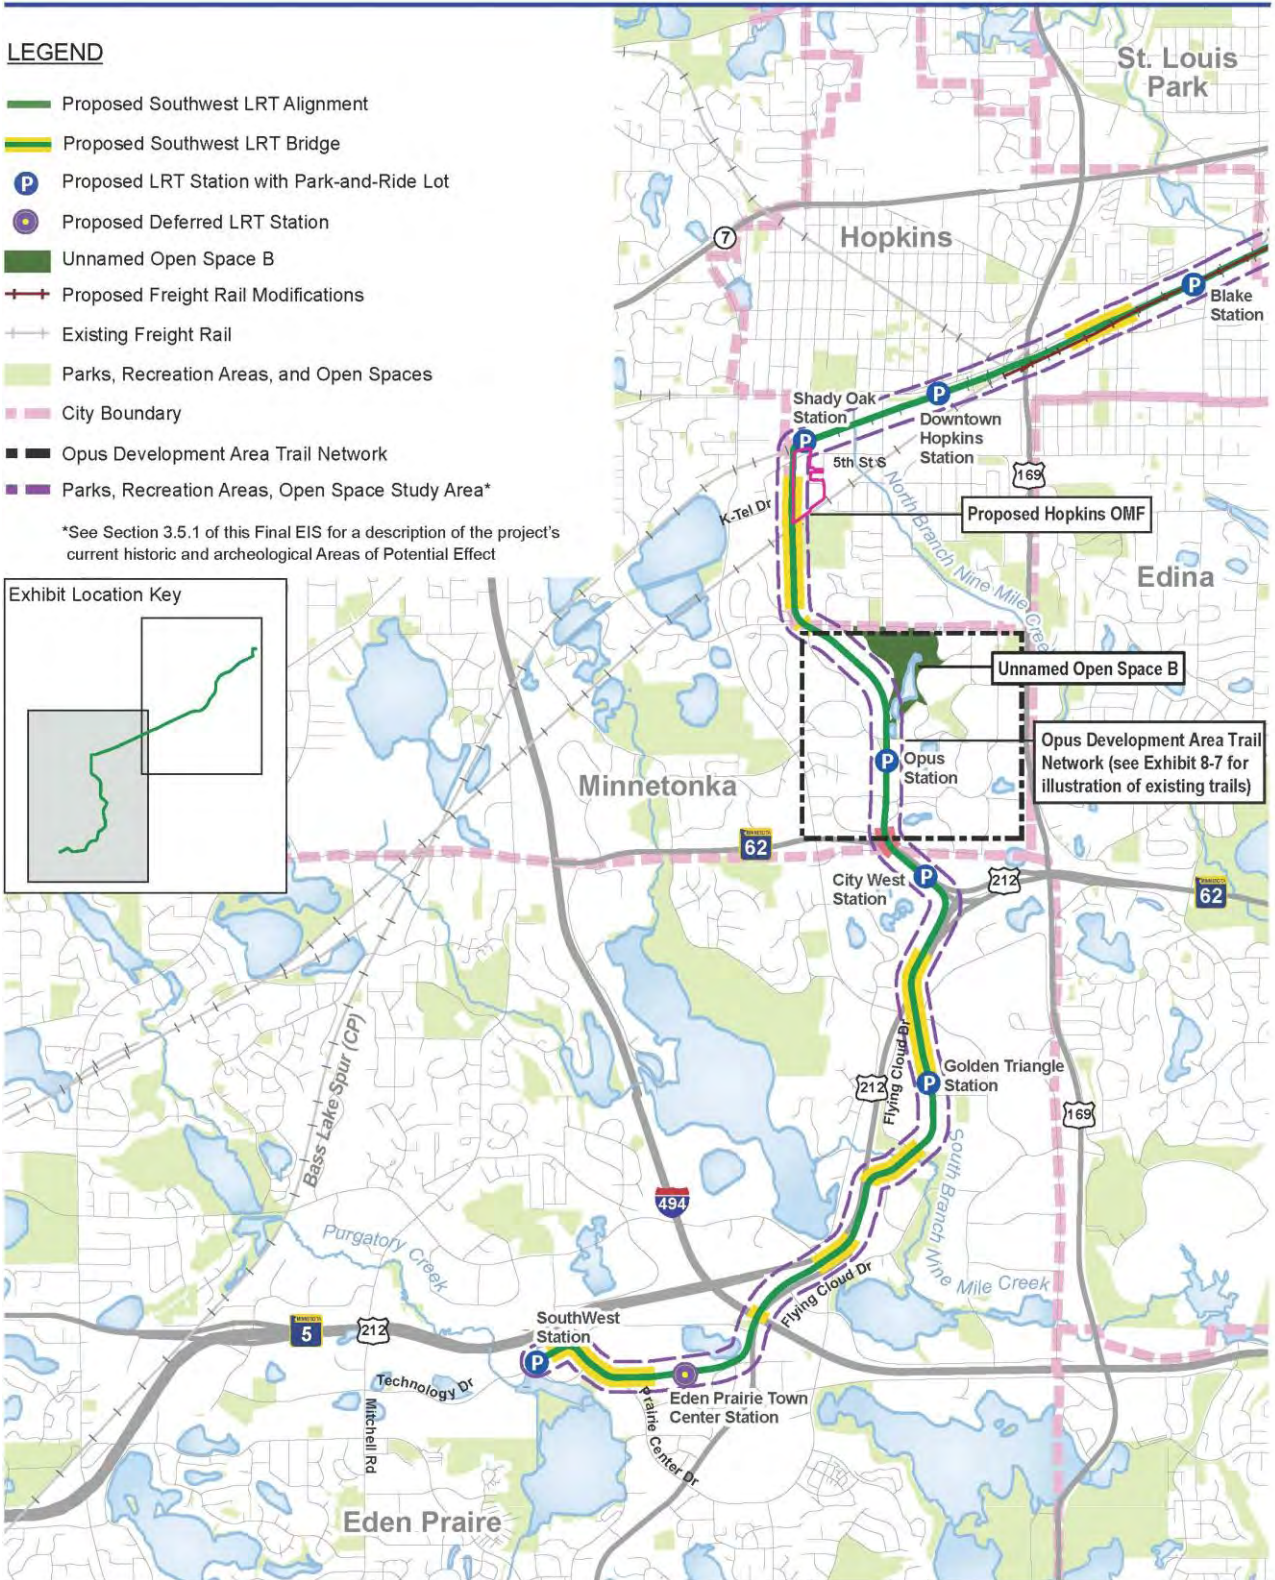 LEGEND
Proposed Southwest LRT Alignment
Proposed Southwest LRT Bridge
P
Proposed LRT Station with Park-and-Ride Lot
Proposed Deferred LRT Station
Unnamed Open Space B
Proposed Freight Rail Modifications
Existing Freight Rail
Parks, Recreation Areas, and Open Spaces
City Boundary
Opus Development Area Trail Network
Parks, Recreation Areas, Open Space Study Area*
*See Section 3.5.1 of this Final EIS for a description of the project's
current historic and archeological Areas of Potential Effect
Exhibit Location Key
St. Louis
Park
7
Hopkins
P
Blake
Station
Shady Oak
Station
P
P
Downtown
Hopkins
Station
5th St S
169
K-Tel Dr
North Branch Nine Mile Creek
Proposed Hopkins OMF
Edina
Unnamed Open Space B
Opus Development Area Trail
Network (see Exhibit 8-7 for
illustration of existing trails)
P
Opus
Station
Minnetonka
MINNESOTA
62
City West
Station
P
212
MINNESOTA
62
Bass Lake Spur (CP)
Flying Cloud Dr
212
Golden Triangle
Station
P
169
South Branch Nine Mile Creek
494
Purgatory Creek
Flying Cloud Dr
MINNESOTA
5
212
SouthWest
Station
P
Technology Dr
Mitchell Rd
Eden Prairie Town
Center Station
Prairie Center Dr
Eden Praire